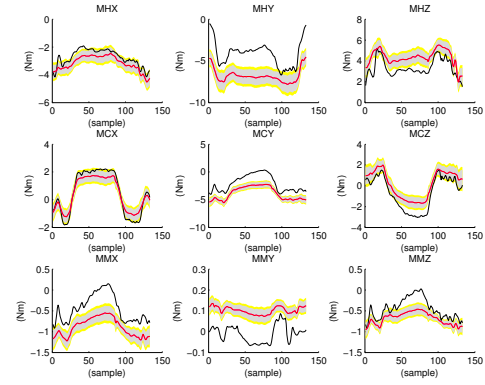 MHX MHY MHZ
0 0 8
−2 6
(Nm) (Nm) −5 (Nm) 4
−4 2
−6 −10 0
0 50 100 150 0 50 100 150 0 50 100 150
(sample) (sample) (sample)
MCX MCY MCZ
4 5 4
2 2
0 0
(Nm) 0 (Nm) (Nm)
−5 −2
−2 −10 −4
0 50 100 150 0 50 100 150 0 50 100 150
(sample) (sample) (sample)
MMX MMY MMZ
0.5 0.3 0.5
0 0.2 0
(Nm) −0.5 (Nm) 0.1 (Nm) −0.5
−1 0 −1
−1.5 0.1 −1.5
0 50 100 150 0 50 100 150 0 50 100 150
(sample) (sample) (sample)